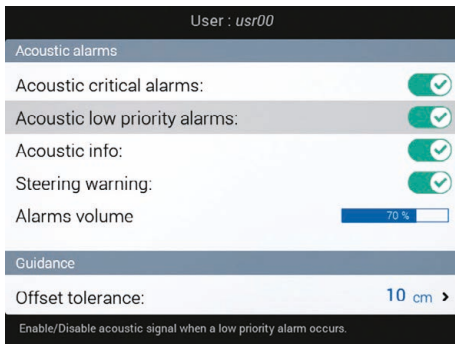 User : usr00
Acoustic alarms
Acoustic critical alarms:
Acoustic low priority alarms:
Acoustic info:
Steering warning:
Alarms volume 70 %
Guidance
Offset tolerance: 10 cm >
Enable/Disable acoustic signal when a low priority alarm occurs.